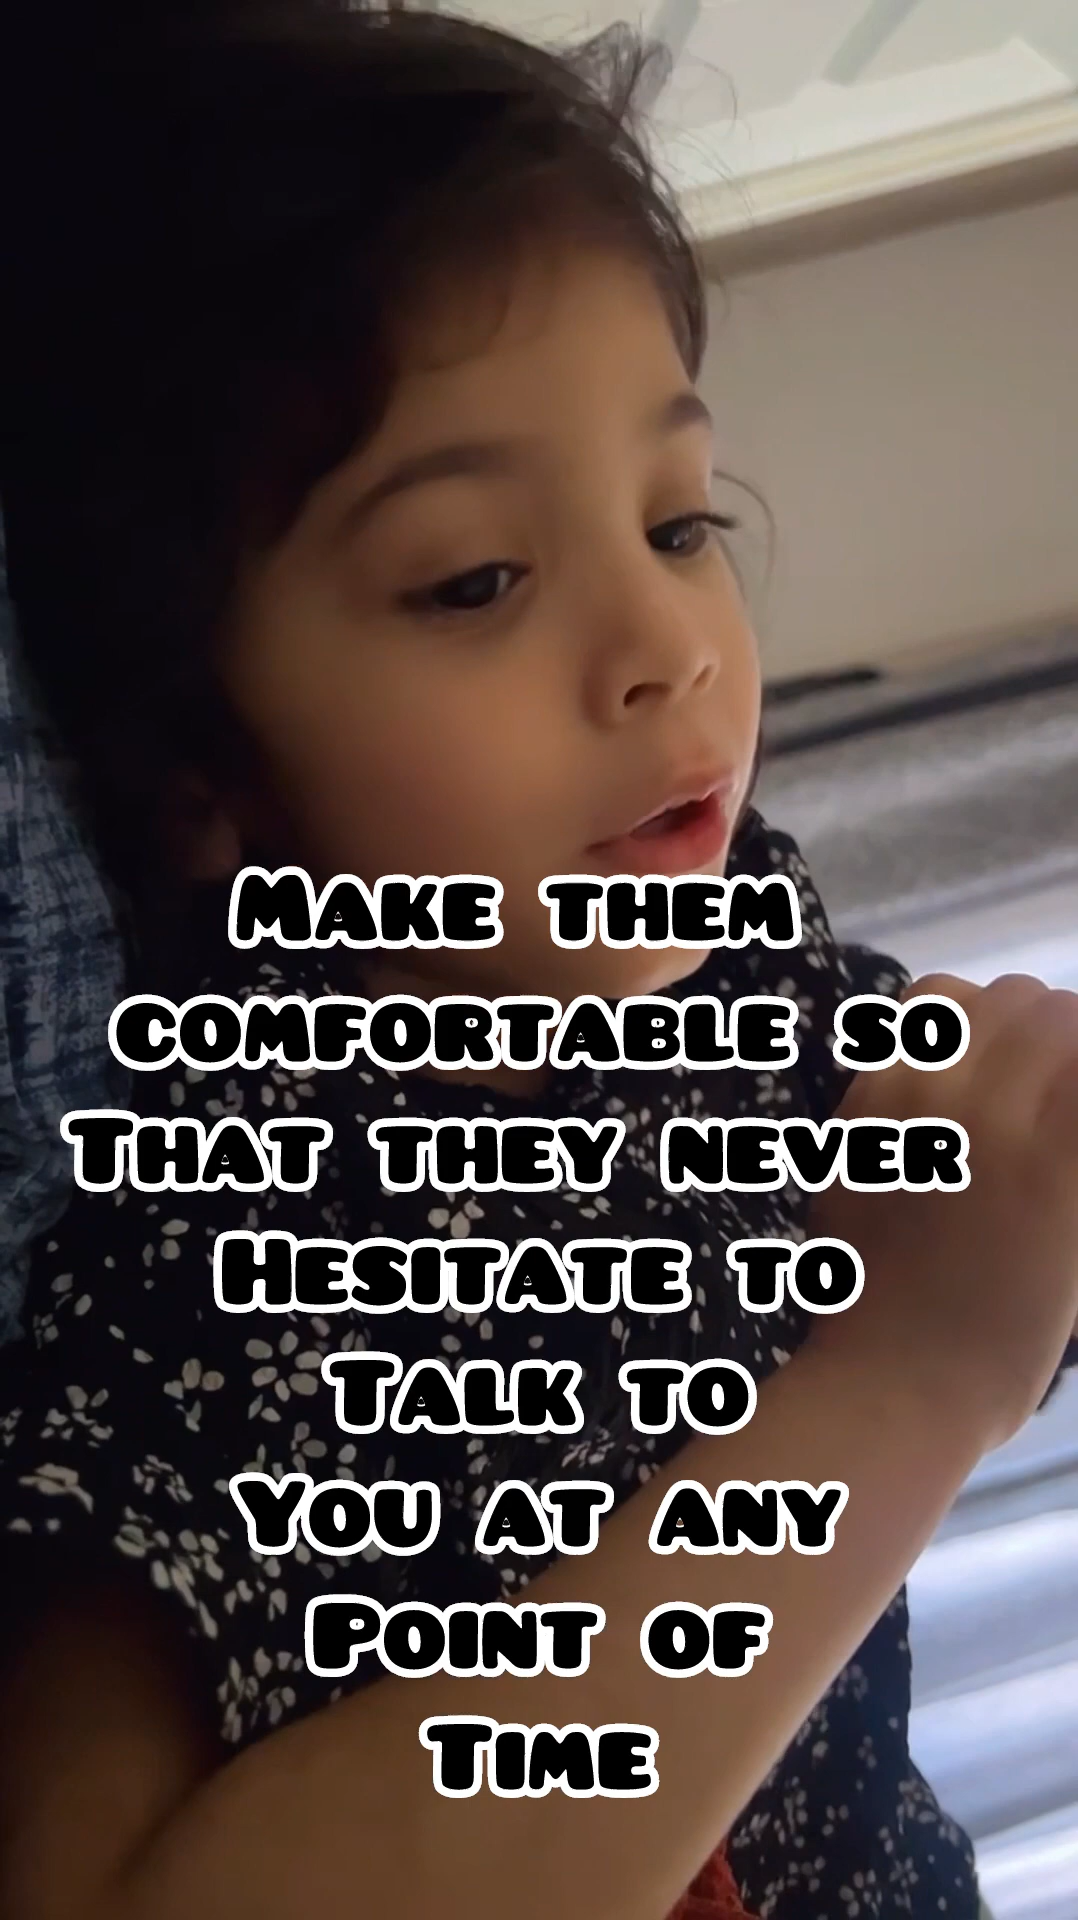 Make them
comfortable so
That they never
Hesitate to
Talk to
You at any
Point of
Time